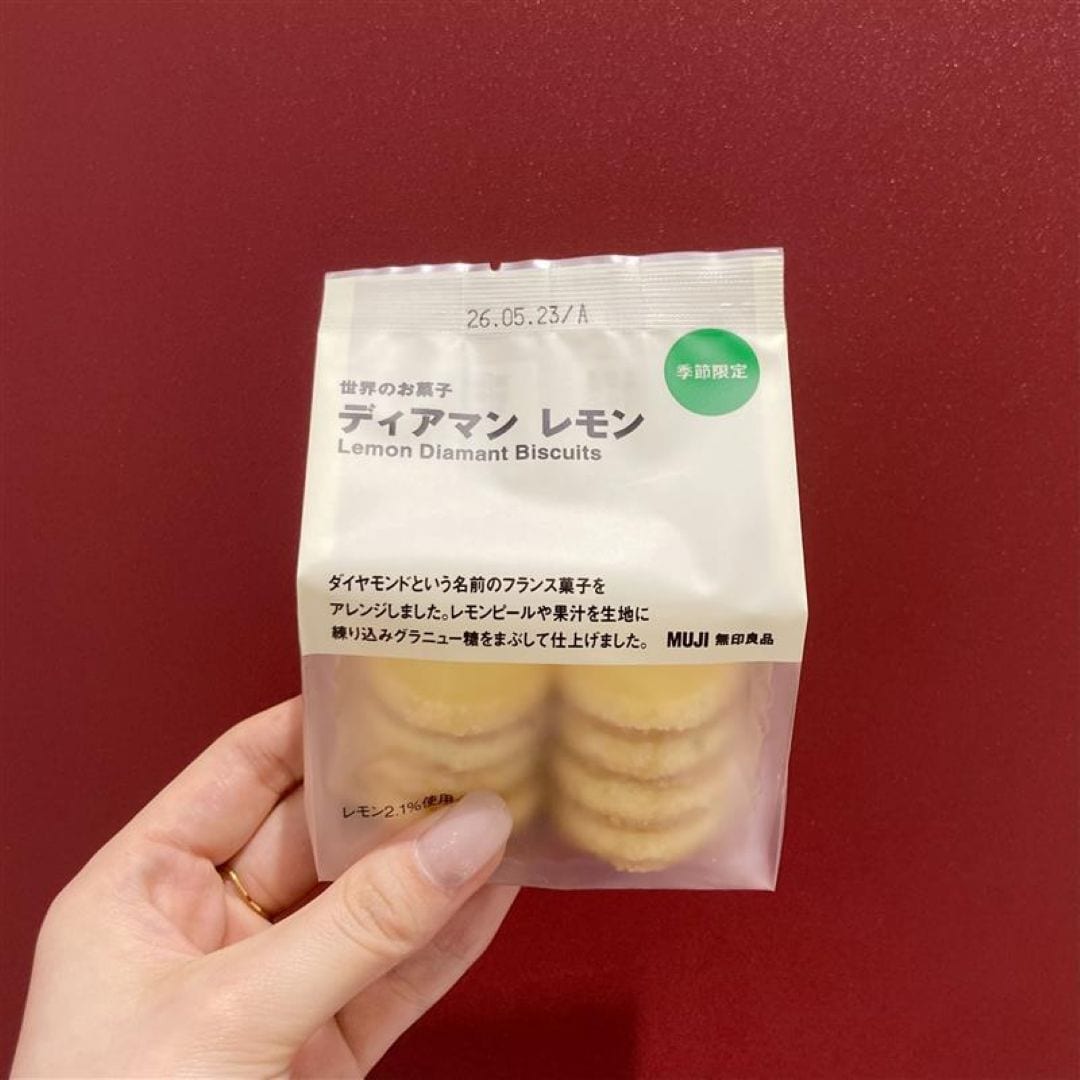 26.05.23/A
季節限定
世界のお菓子
ディアマン レモン
Lemon Diamant Biscuits
ダイヤモンドという名前のフランス菓子を
アレンジしました。レモンピールや果汁を生地に
練り込みグラニュー糖をまぶして仕上げました。 MUJI 無印良品
レモン2.1%使用